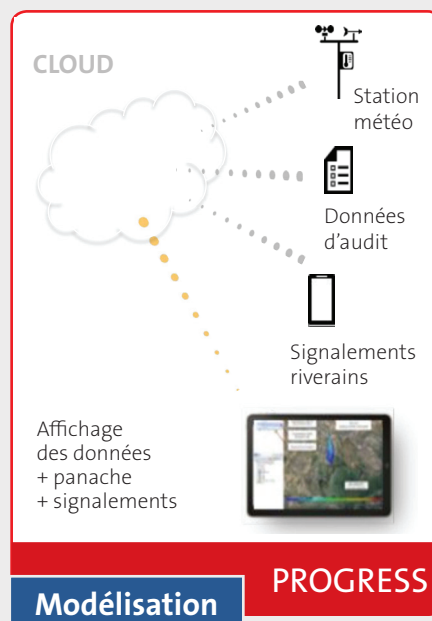 CLOUD
Station
météo
Données
d'audit
Signalements
riverains
Affichage
des données
+ panache
+ signalements
PROGRESS
Modélisation